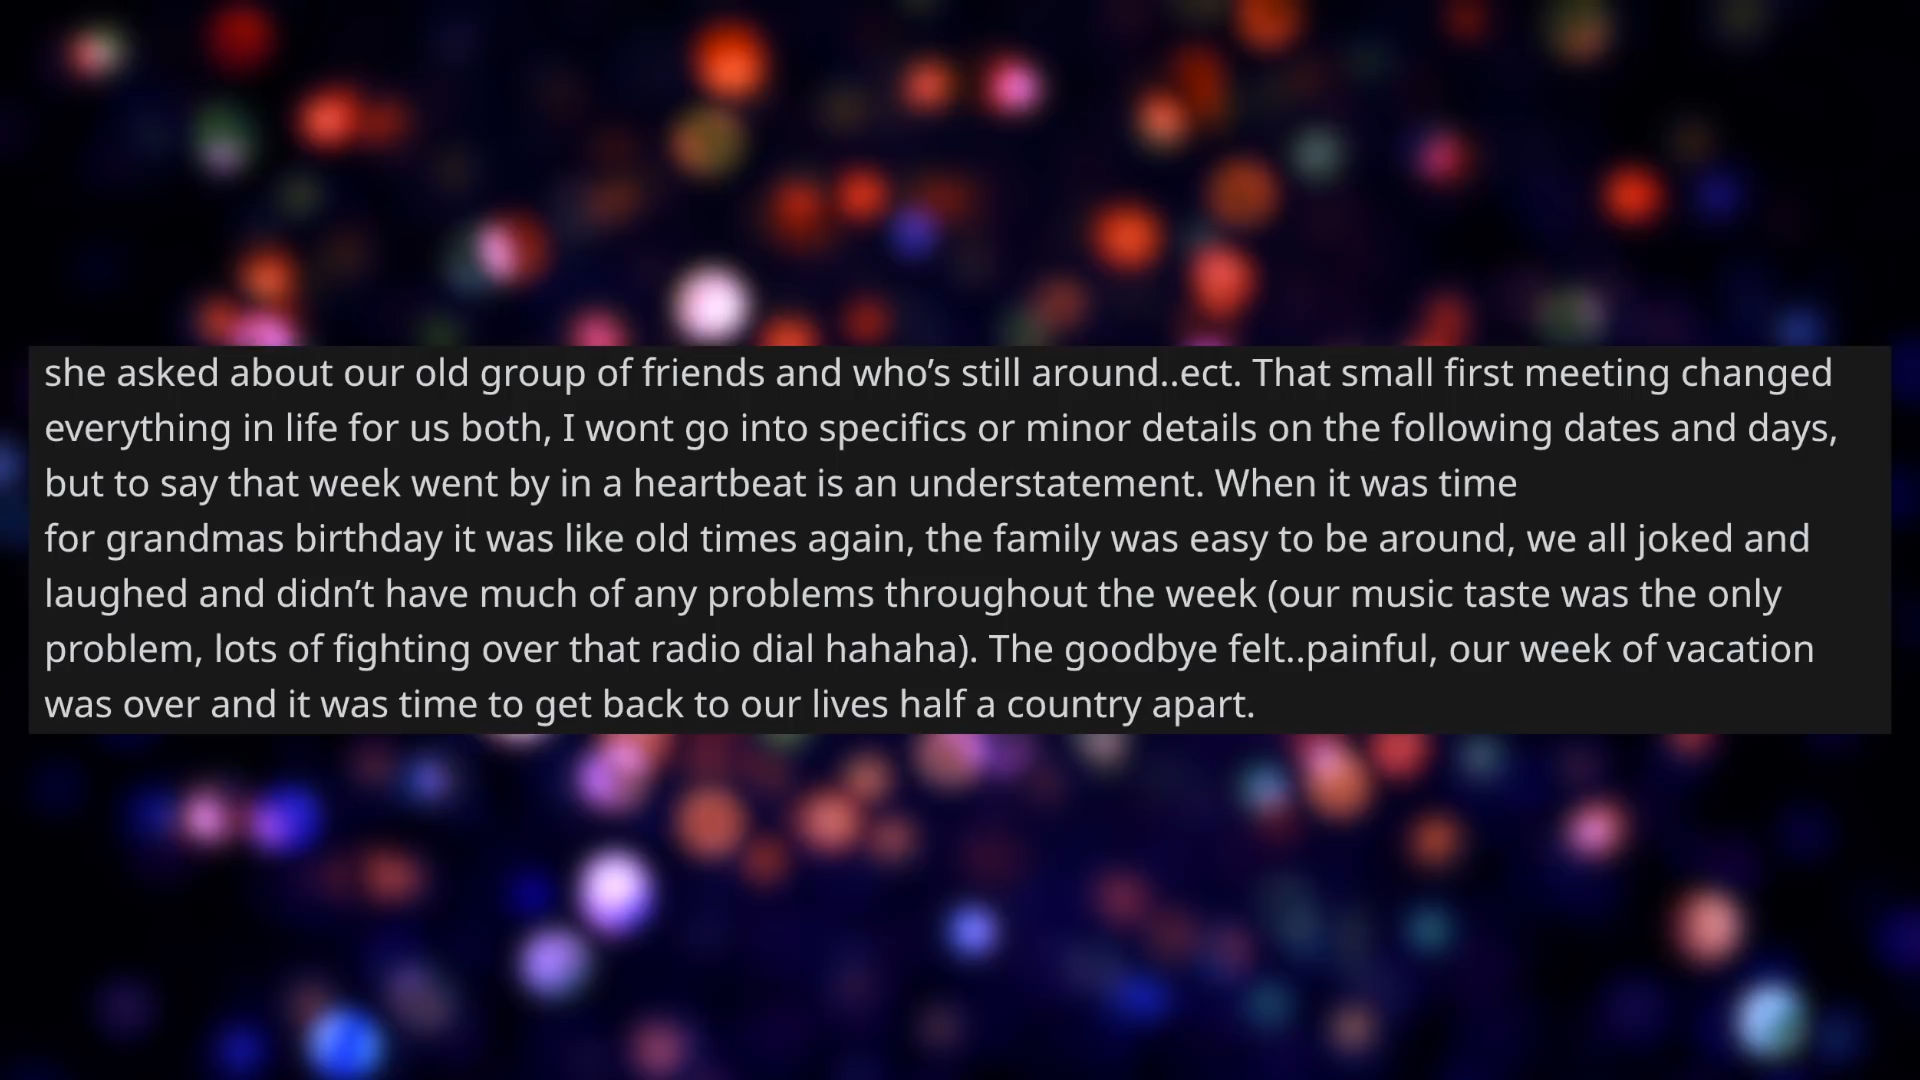 she asked about our old group of friends and who’s still around..ect. That small first meeting changed
everything in life for us both, I wont go into specifics or minor details on the following dates and days,
but to say that week went by in a heartbeat is an understatement. When it was time
for grandmas birthday it was like old times again, the family was easy to be around, we all joked and
laughed and didn’t have much of any problems throughout the week (our music taste was the only
problem, lots of fighting over that radio dial hahaha). The goodbye felt..painful, our week of vacation
was over and it was time to get back to our lives half a country apart.